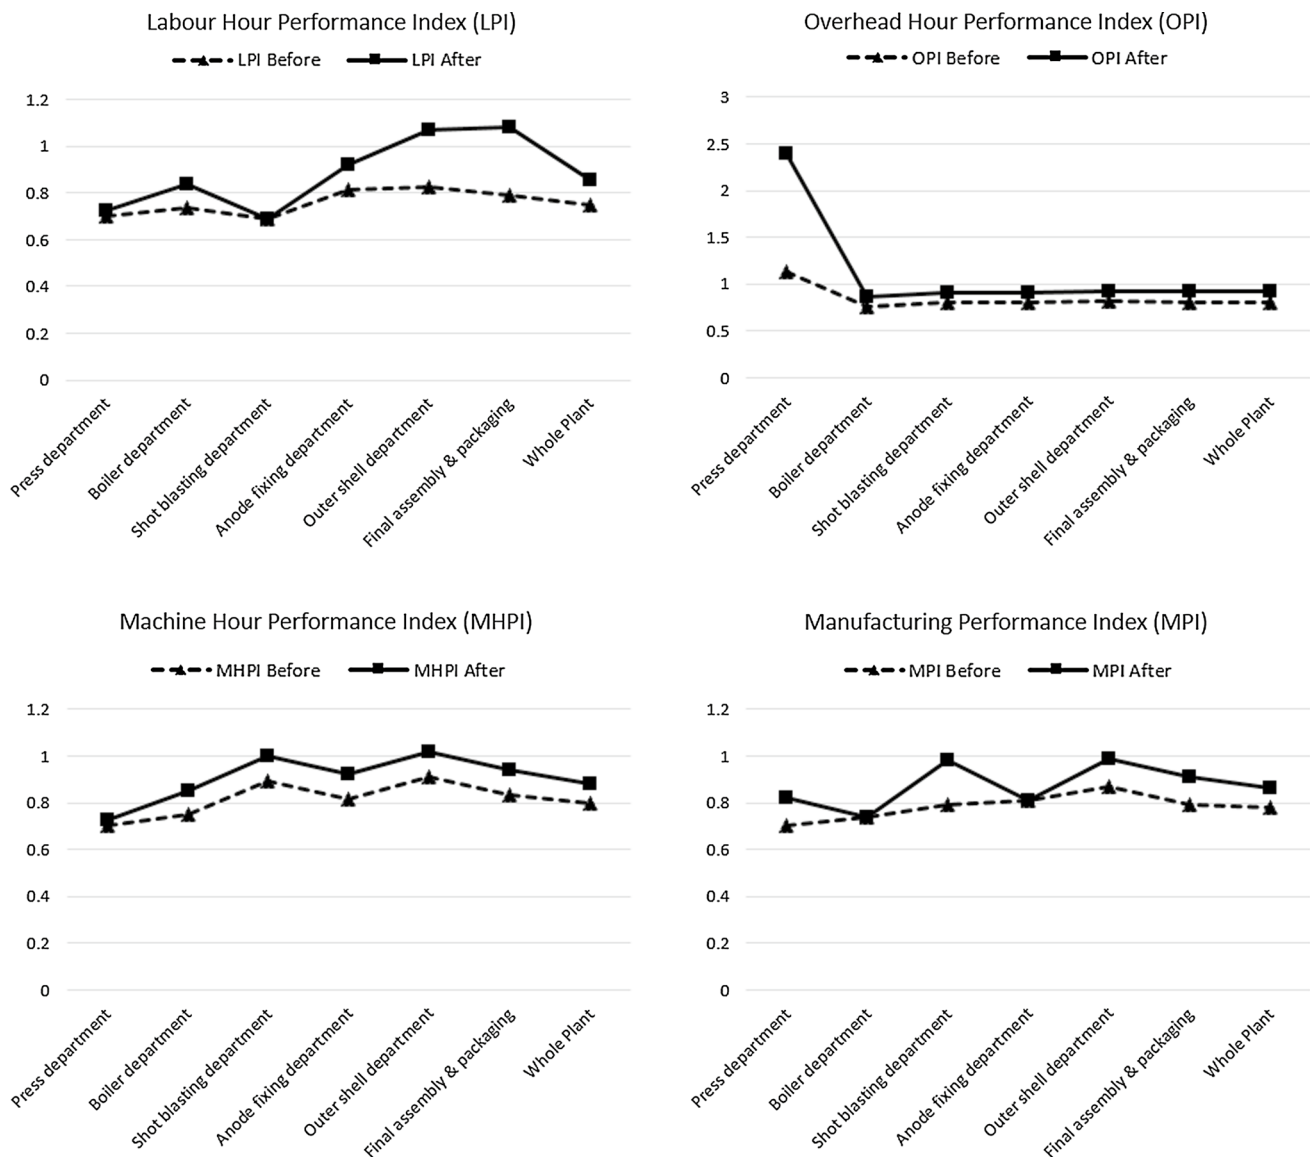 Labour Hour Performance Index (LPI)
LPI Before
LPI After
1.2
1
0.8
0.6
0.4
0.2
0
Press department
Boiler department
Shot blasting department
Anode fixing department
Outer shell department
Final assembly & packaging
Whole Plant
Overhead Hour Performance Index (OPI)
OPI Before
OPI After
3
2.5
2
1.5
1
0.5
0
Press department
Boiler department
Shot blasting department
Anode fixing department
Outer shell department
Final assembly & packaging
Whole Plant
Machine Hour Performance Index (MHPI)
MHPI Before
MHPI After
1.2
1
0.8
0.6
0.4
0.2
0
Press department
Boiler department
Shot blasting department
Anode fixing department
Outer shell department
Final assembly & packaging
Whole Plant
Manufacturing Performance Index (MPI)
MPI Before
MPI After
1.2
1
0.8
0.6
0.4
0.2
0
Press department
Boiler department
Shot blasting department
Anode fixing department
Outer shell department
Final assembly & packaging
Whole Plant